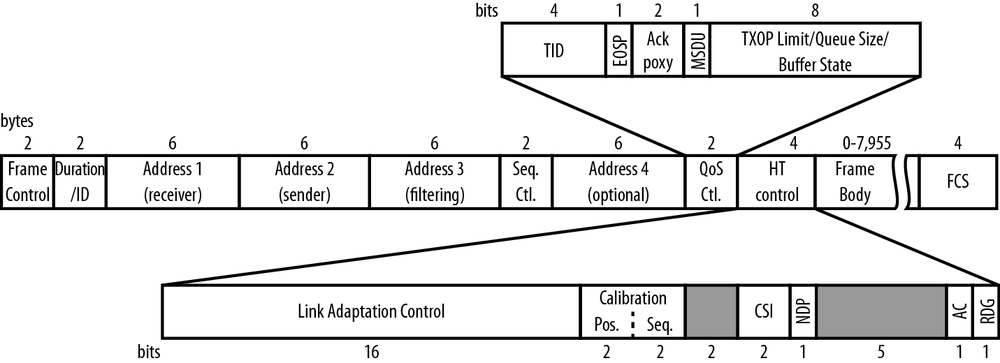 bits 4 1 2 1 8
TID EOSP Ack poxy MSDU TXOP Limit/Queue Size/ Buffer State
bytes
2 2 6 6 6 2 6 2 4 0-7,955 4
Frame Control
Duration /ID
Address 1 (receiver)
Address 2 (sender)
Address 3 (filtering)
Seq. Ctl.
Address 4 (optional)
QoS Ctl.
HT control
Frame Body
FCS
Link Adaptation Control
Calibration
Pos. Seq.
CSI
NDP
AC
RDG
bits 16 2 2 2 2 1 5 1 1